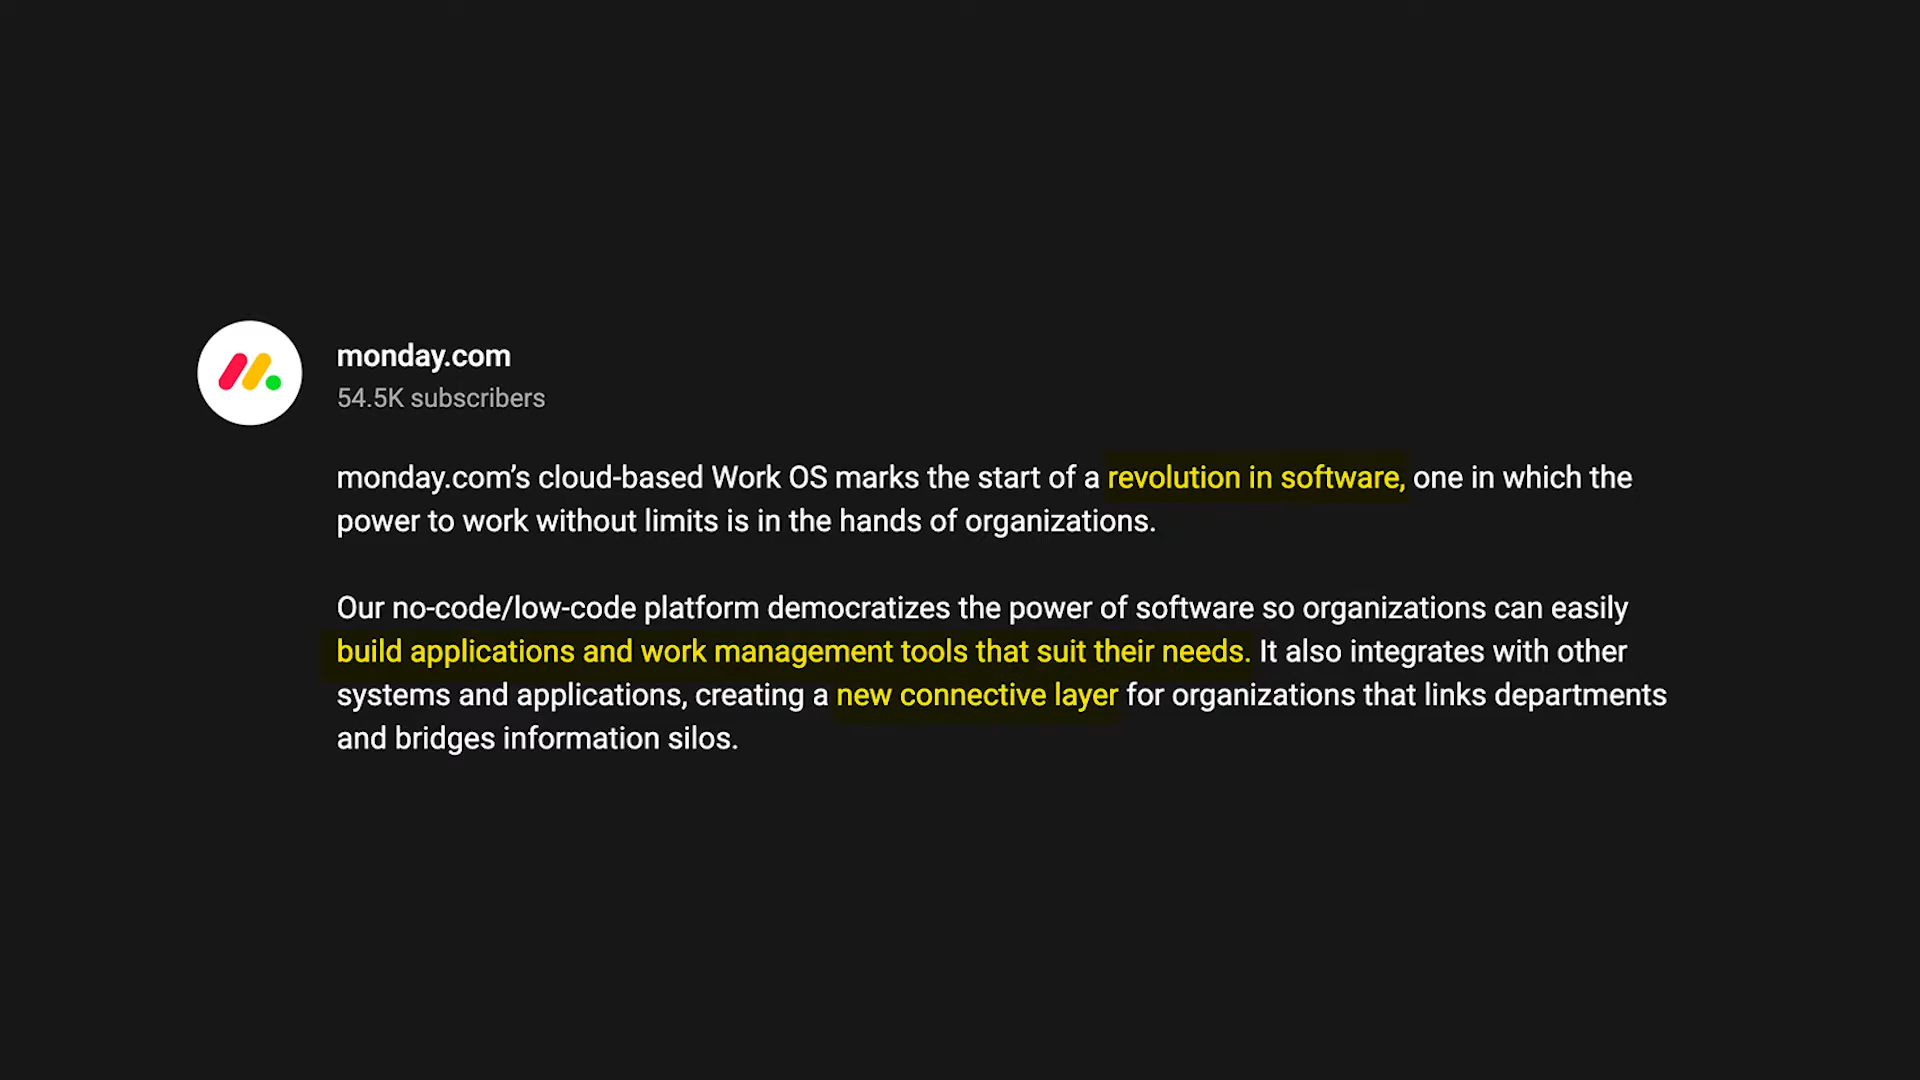 monday.com
54.5K subscribers
monday.com’s cloud-based Work OS marks the start of a revolution in software, one in which the
power to work without limits is in the hands of organizations.
Our no-code/low-code platform democratizes the power of software so organizations can easily
build applications and work management tools that suit their needs. It also integrates with other
systems and applications, creating a new connective layer for organizations that links departments
and bridges information silos.